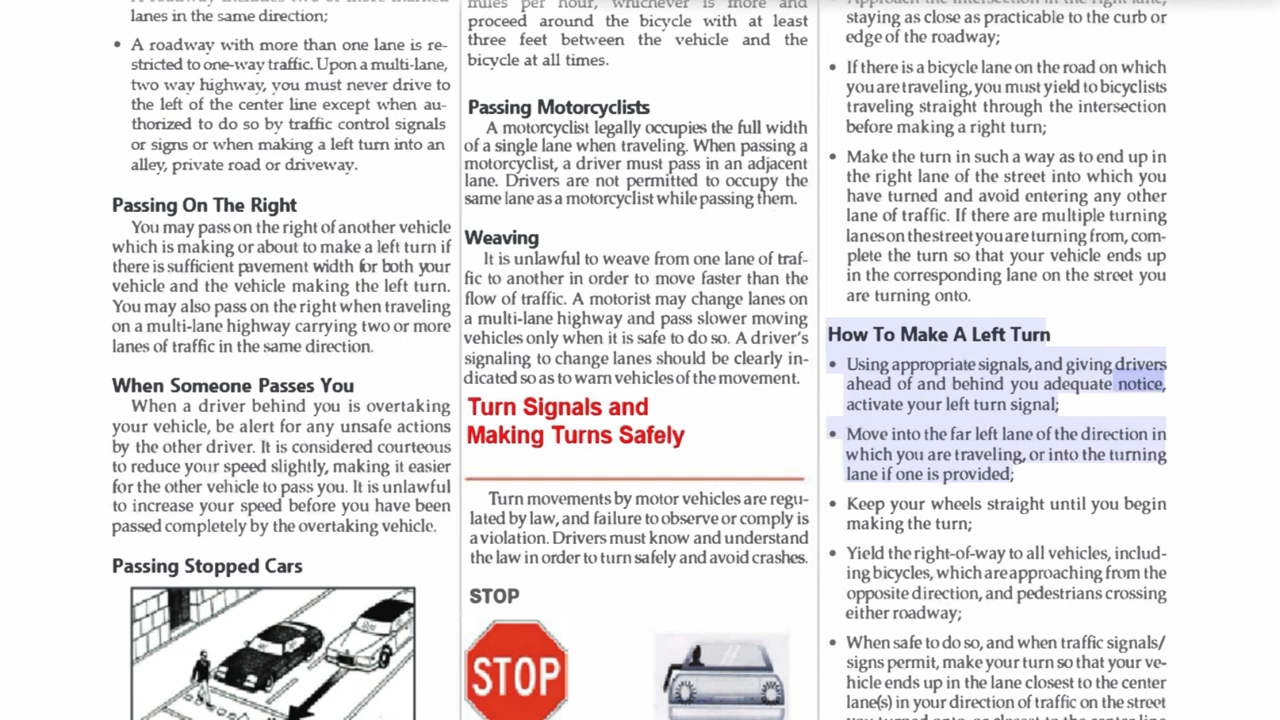 lanes in the same direction;
• A roadway with more than one lane is re-
stricted to one-way traffic. Upon a multi-lane,
two way highway, you must never drive to
the left of the center line except when au-
thorized to do so by traffic control signals
or signs or when making a left turn into an
alley, private road or driveway.
Passing On The Right
You may pass on the right of another vehicle
which is making or about to make a left turn if
there is sufficient pavement width for both your
vehicle and the vehicle making the left turn.
You may also pass on the right when traveling
on a multi-lane highway carrying two or more
lanes of traffic in the same direction.
When Someone Passes You
When a driver behind you is overtaking
your vehicle, be alert for any unsafe actions
by the other driver. It is considered courteous
to reduce your speed slightly, making it easier
for the other vehicle to pass you. It is unlawful
to increase your speed before you have been
passed completely by the overtaking vehicle.
Passing Stopped Cars
miles per hour, whichever is more and
proceed around the bicycle with at least
three feet between the vehicle and the
bicycle at all times.
Passing Motorcyclists
A motorcyclist legally occupies the full width
of a single lane when traveling. When passing a
motorcyclist, a driver must pass in an adjacent
lane. Drivers are not permitted to occupy the
same lane as a motorcyclist while passing them.
Weaving
It is unlawful to weave from one lane of traf-
fic to another in order to move faster than the
flow of traffic. A motorist may change lanes on
a multi-lane highway and pass slower moving
vehicles only when it is safe to do so. A driver's
signaling to change lanes should be clearly in-
dicated so as to warn vehicles of the movement.
Turn Signals and
Making Turns Safely
Turn movements by motor vehicles are regu-
lated by law, and failure to observe or comply is
a violation. Drivers must know and understand
the law in order to turn safely and avoid crashes.
STOP
STOP
staying as close as practicable to the curb or
edge of the roadway;
• If there is a bicycle lane on the road on which
you are traveling, you must yield to bicyclists
traveling straight through the intersection
before making a right turn;
• Make the turn in such a way as to end up in
the right lane of the street into which you
have turned and avoid entering any other
lane of traffic. If there are multiple turning
lanes on the street you are turning from, com-
plete the turn so that your vehicle ends up
in the corresponding lane on the street you
are turning onto.
How To Make A Left Turn
• Using appropriate signals, and giving drivers
ahead of and behind you adequate notice,
activate your left turn signal;
• Move into the far left lane of the direction in
which you are traveling, or into the turning
lane if one is provided;
• Keep your wheels straight until you begin
making the turn;
• Yield the right-of-way to all vehicles, includ-
ing bicycles, which are approaching from the
opposite direction, and pedestrians crossing
either roadway;
• When safe to do so, and when traffic signals/
signs permit, make your turn so that your ve-
hicle ends up in the lane closest to the center
lane(s) in your direction of traffic on the street